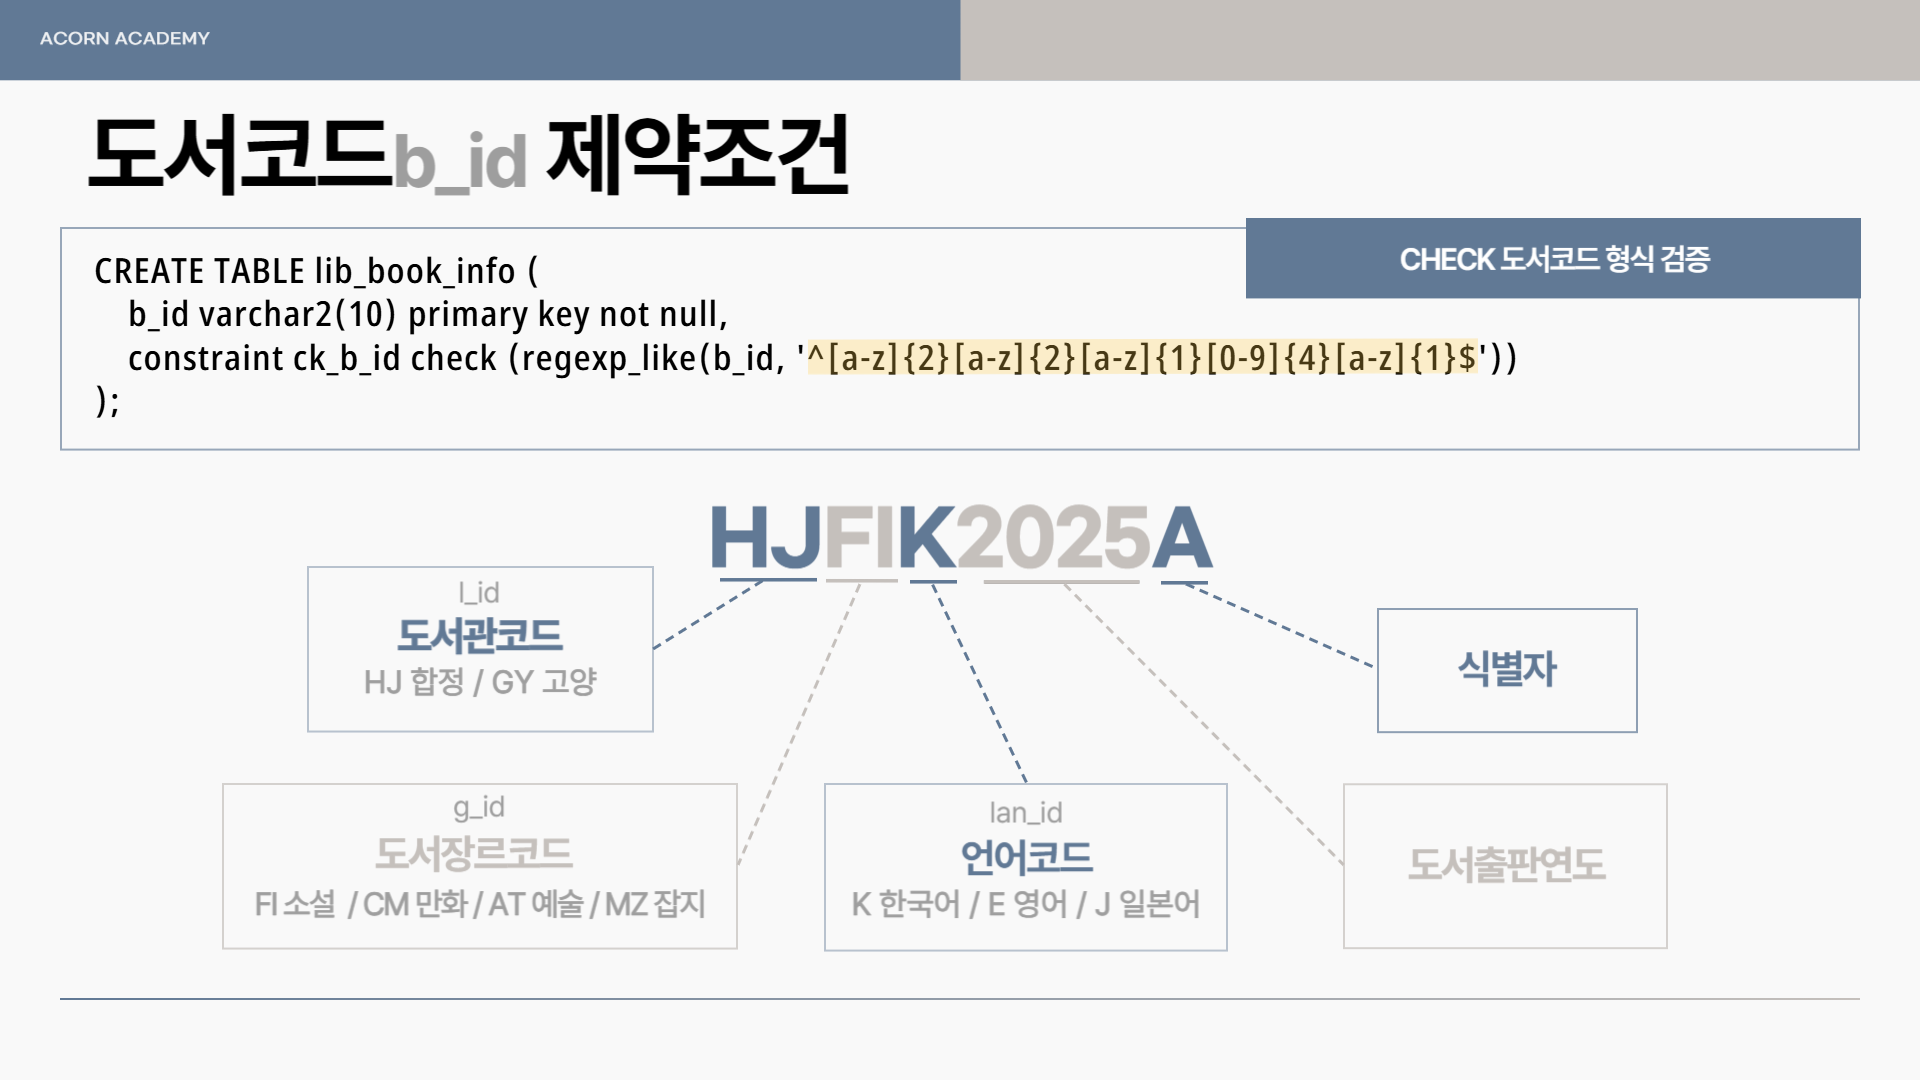 ACORN ACADEMY
도서코드b_id 제약조건
CHECK 도서코드 형식 검증
CREATE TABLE lib_book_info (
b_id varchar2(10) primary key not null,
constraint ck_b_id check (regexp_like(b_id, '^[a-z]{2}[a-z]{2}[a-z]{1}[0-9]{4}[a-z]{1}$'))
);
HJFIK2025A
l_id
도서관코드
HJ 합정 / GY 고양
식별자
g_id
도서장르코드
FI 소설 / CM 만화 / AT 예술 / MZ 잡지
lan_id
언어코드
K 한국어 / E 영어 / J 일본어
도서출판연도